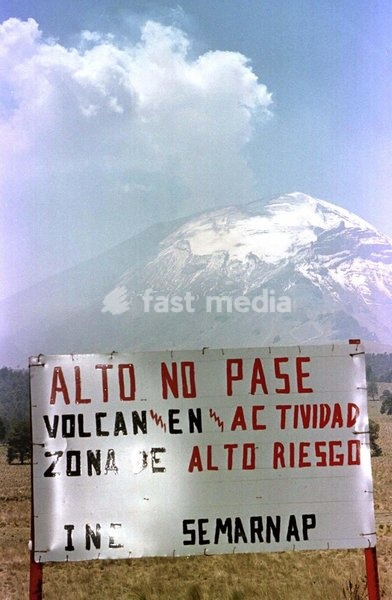 fast media
ALTO NO PASE
VOLCAN EN ACTIVIDAD
ZONA DE ALTO RIESGO
INE SEMARNAP